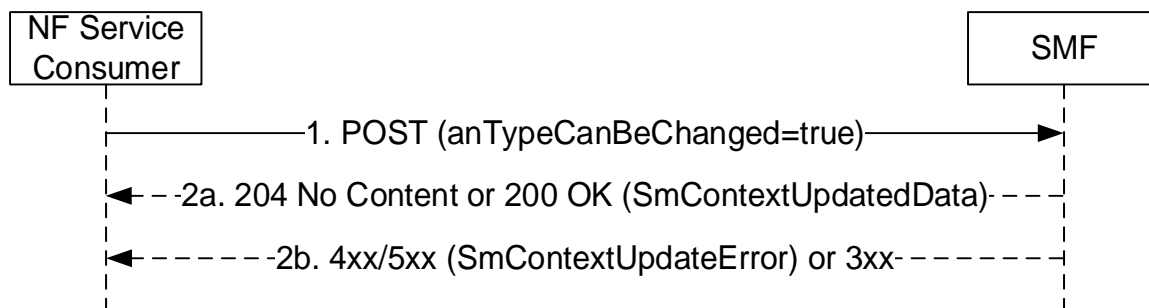 NF Service
Consumer
SMF
1. POST (anTypeCanBeChanged=true)
2a. 204 No Content or 200 OK (SmContextUpdatedData)
2b. 4xx/5xx (SmContextUpdateError) or 3xx